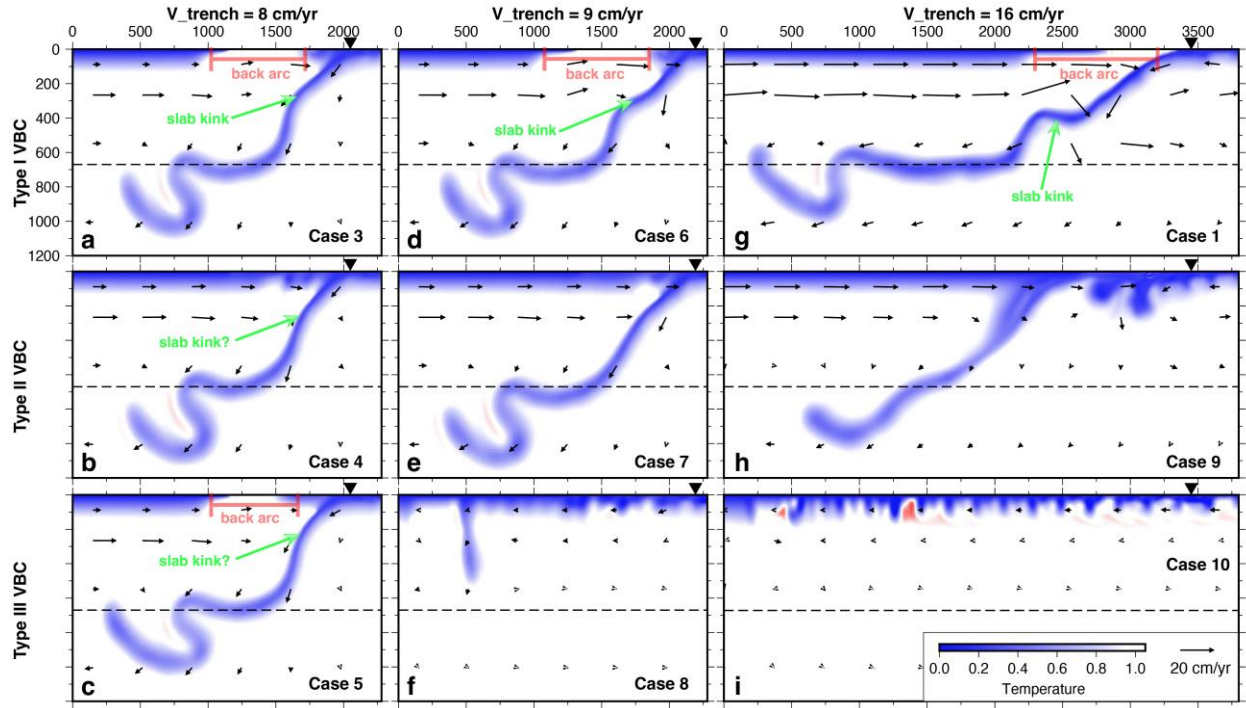 V_trench = 8 cm/yr
V_trench = 9 cm/yr
V_trench = 16 cm/yr
0 500 1000 1500 2000
0 500 1000 1500 2000
0 500 1000 1500 2000 2500 3000 3500
Type I VBC
0
200
400
600
800
1000
1200
back arc
slab kink
a
Case 3
back arc
slab kink
d
Case 6
back arc
slab kink
g
Case 1
Type II VBC
slab kink?
b
Case 4
e
Case 7
h
Case 9
Type III VBC
back arc
slab kink?
c
Case 5
f
Case 8
Case 10
i
0.0 0.2 0.4 0.6 0.8 1.0
Temperature
20 cm/yr